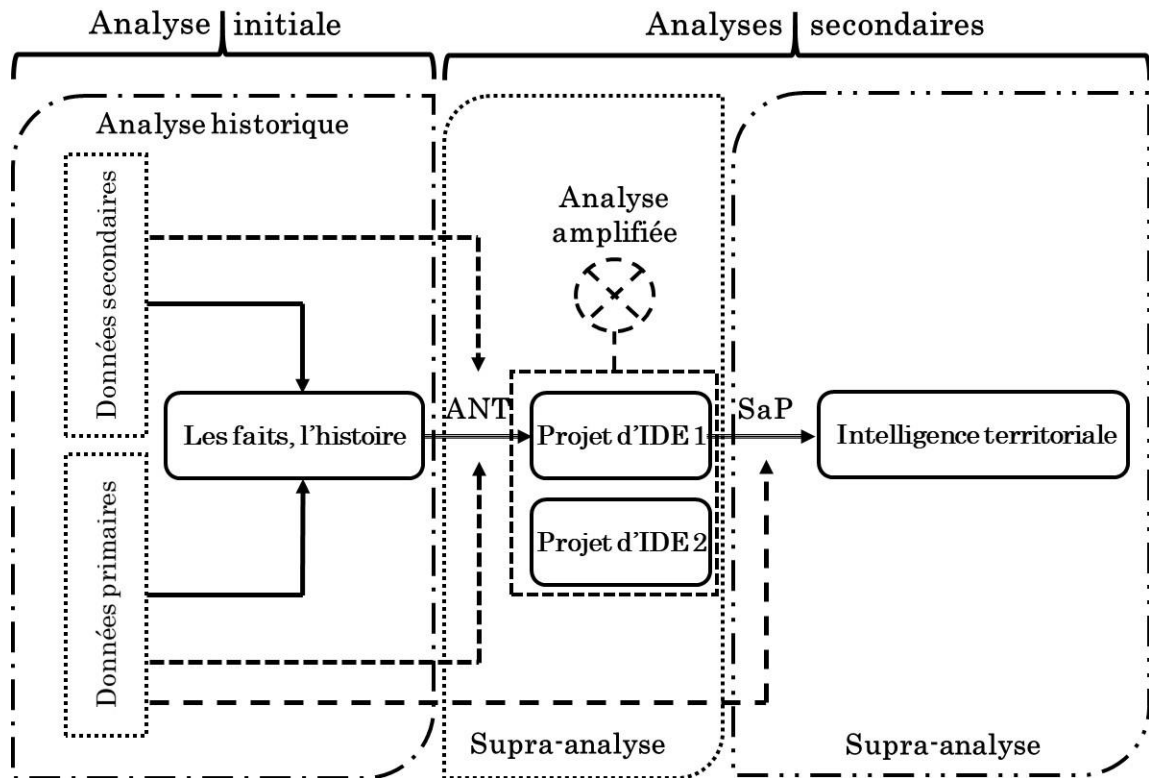 Analyse initiale
Analyses secondaires
Analyse historique
Données secondaires
Données primaires
Les faits, l'histoire
ANT
Analyse
amplifiée
Projet d'IDE 1
Projet d'IDE 2
SaP
Intelligence territoriale
Supra-analyse
Supra-analyse